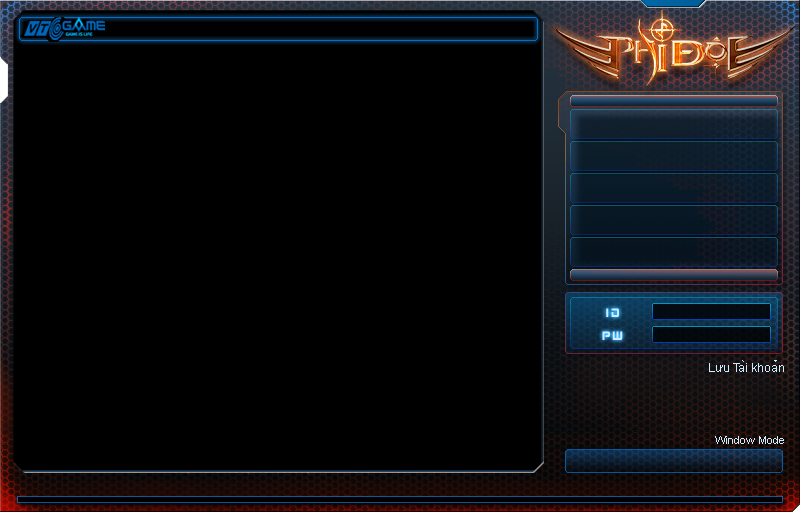 VTC GAME
GAME IS LIFE
PHI ĐỘI
ID
PW
Lưu Tài khoản
Window Mode